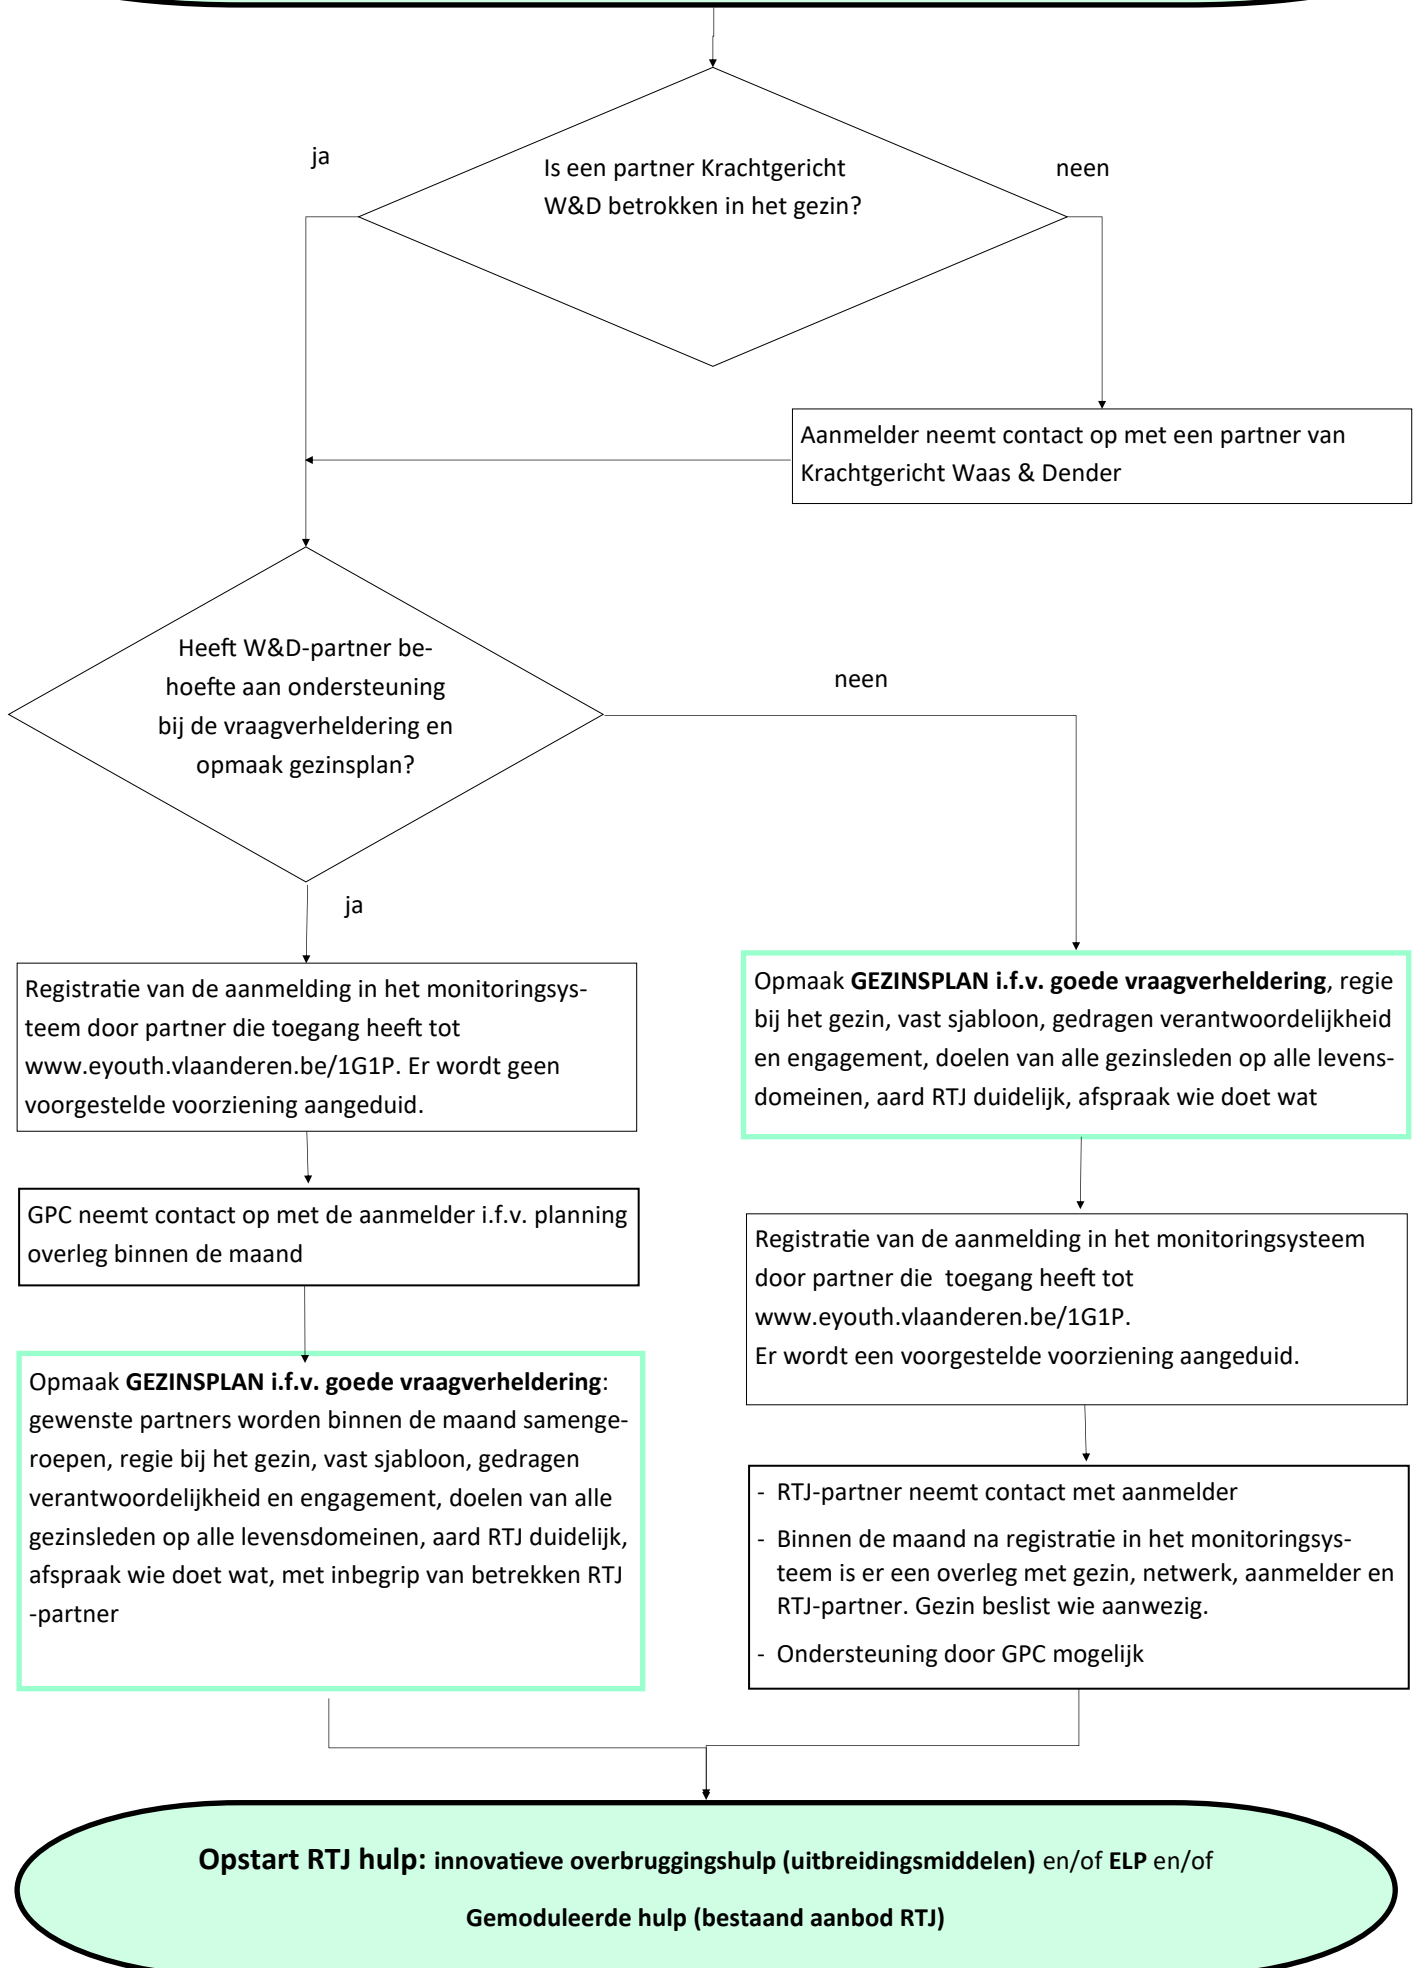 ja
Is een partner Krachtgericht
W&D betrokken in het gezin?
neen
Aanmelder neemt contact op met een partner van
Krachtgericht Waas & Dender
Heeft W&D-partner be-
hoefte aan ondersteuning
bij de vraagverheldering en
opmaak gezinsplan?
neen
ja
Registratie van de aanmelding in het monitoringsys-
teem door partner die toegang heeft tot
www.eyouth.vlaanderen.be/1G1P. Er wordt geen
voorgestelde voorziening aangeduid.
GPC neemt contact op met de aanmelder i.f.v. planning
overleg binnen de maand
Opmaak GEZINSPLAN i.f.v. goede vraagverheldering:
gewenste partners worden binnen de maand samenge-
roepen, regie bij het gezin, vast sjabloon, gedragen
verantwoordelijkheid en engagement, doelen van alle
gezinsleden op alle levensdomeinen, aard RTJ duidelijk,
afspraak wie doet wat, met inbegrip van betrekken RTJ
-partner
Opmaak GEZINSPLAN i.f.v. goede vraagverheldering, regie
bij het gezin, vast sjabloon, gedragen verantwoordelijkheid
en engagement, doelen van alle gezinsleden op alle levens-
domeinen, aard RTJ duidelijk, afspraak wie doet wat
Registratie van de aanmelding in het monitoringsysteem
door partner die  toegang heeft tot
www.eyouth.vlaanderen.be/1G1P.
Er wordt een voorgestelde voorziening aangeduid.
- RTJ-partner neemt contact met aanmelder
- Binnen de maand na registratie in het monitoringsys-
teem is er een overleg met gezin, netwerk, aanmelder en
RTJ-partner. Gezin beslist wie aanwezig.
- Ondersteuning door GPC mogelijk
Opstart RTJ hulp: innovatieve overbruggingshulp (uitbreidingsmiddelen) en/of ELP en/of
Gemoduleerde hulp (bestaand aanbod RTJ)